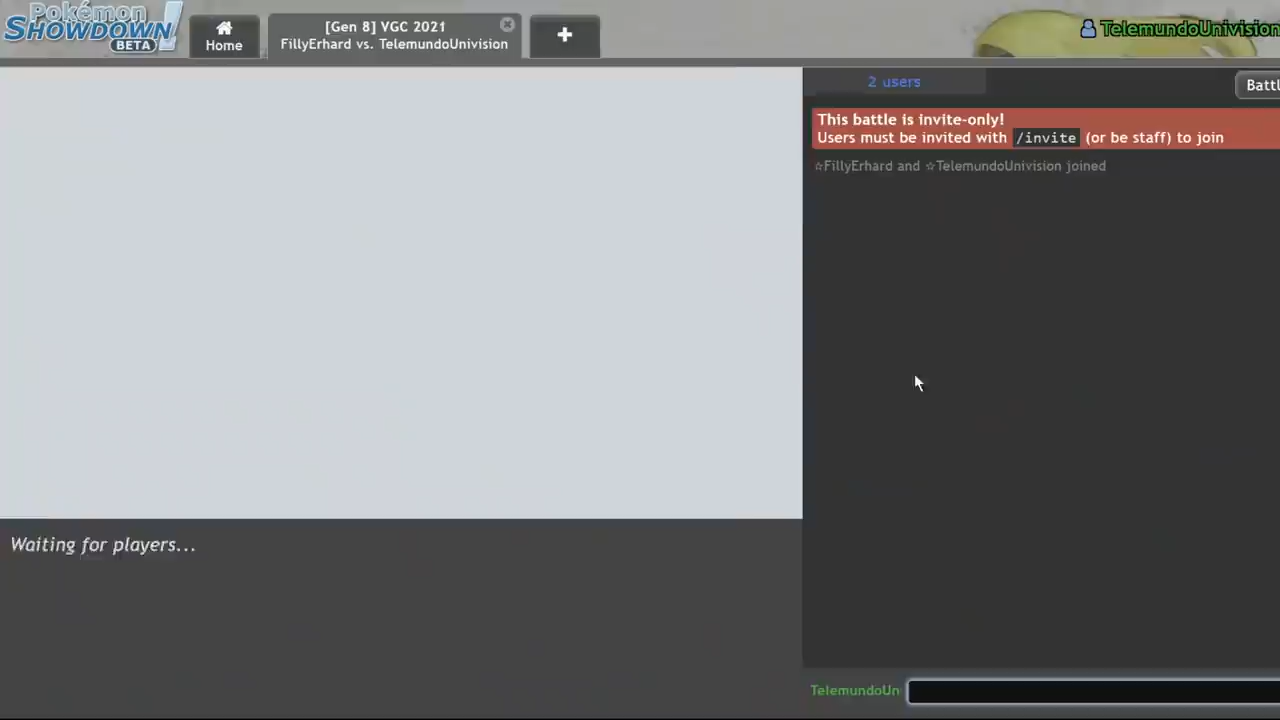 Pokémon
SHOWDOWN!
BETA
Home
[Gen 8] VGC 2021
FillyErhard vs. TelemundoUnivision
+
TelemundoUnivision
2 users
Battl
This battle is invite-only!
Users must be invited with /invite (or be staff) to join
☆FillyErhard and ☆TelemundoUnivision joined
Waiting for players...
TelemundoUn